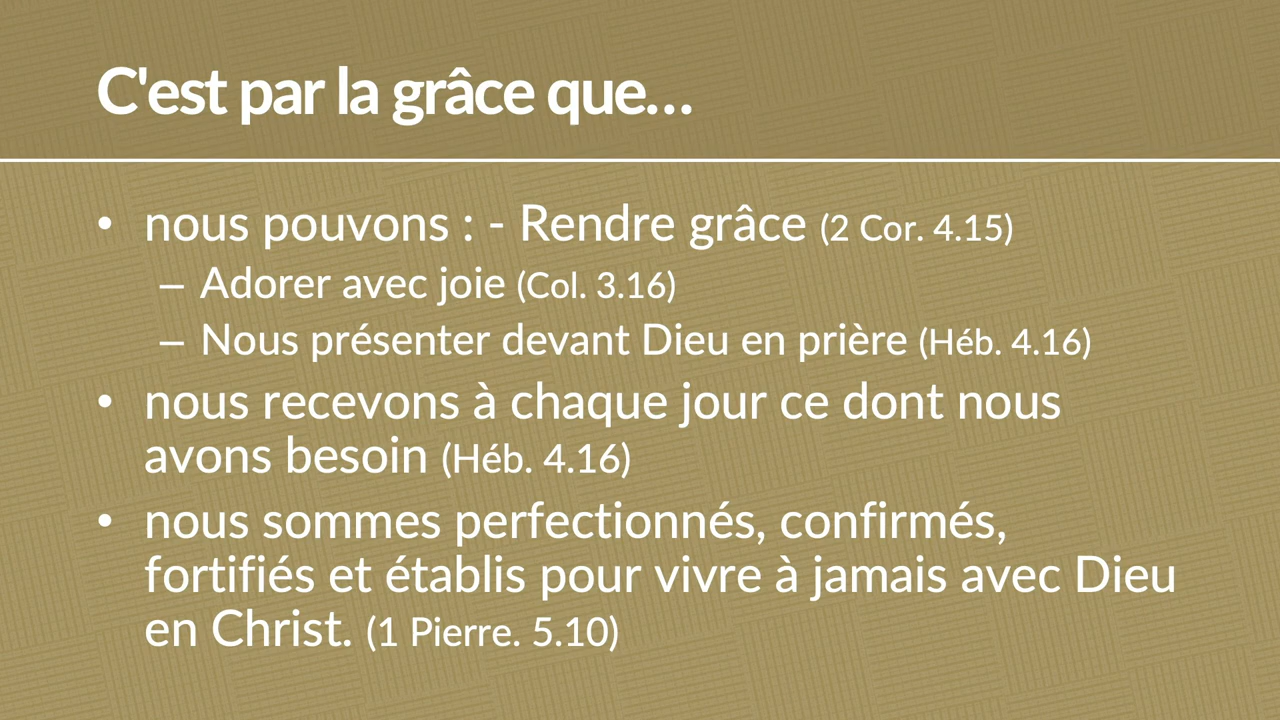 C'est par la grâce que…
• nous pouvons : - Rendre grâce (2 Cor. 4.15)
– Adorer avec joie (Col. 3.16)
– Nous présenter devant Dieu en prière (Héb. 4.16)
• nous recevons à chaque jour ce dont nous
avons besoin (Héb. 4.16)
• nous sommes perfectionnés, confirmés,
fortifiés et établis pour vivre à jamais avec Dieu
en Christ. (1 Pierre. 5.10)